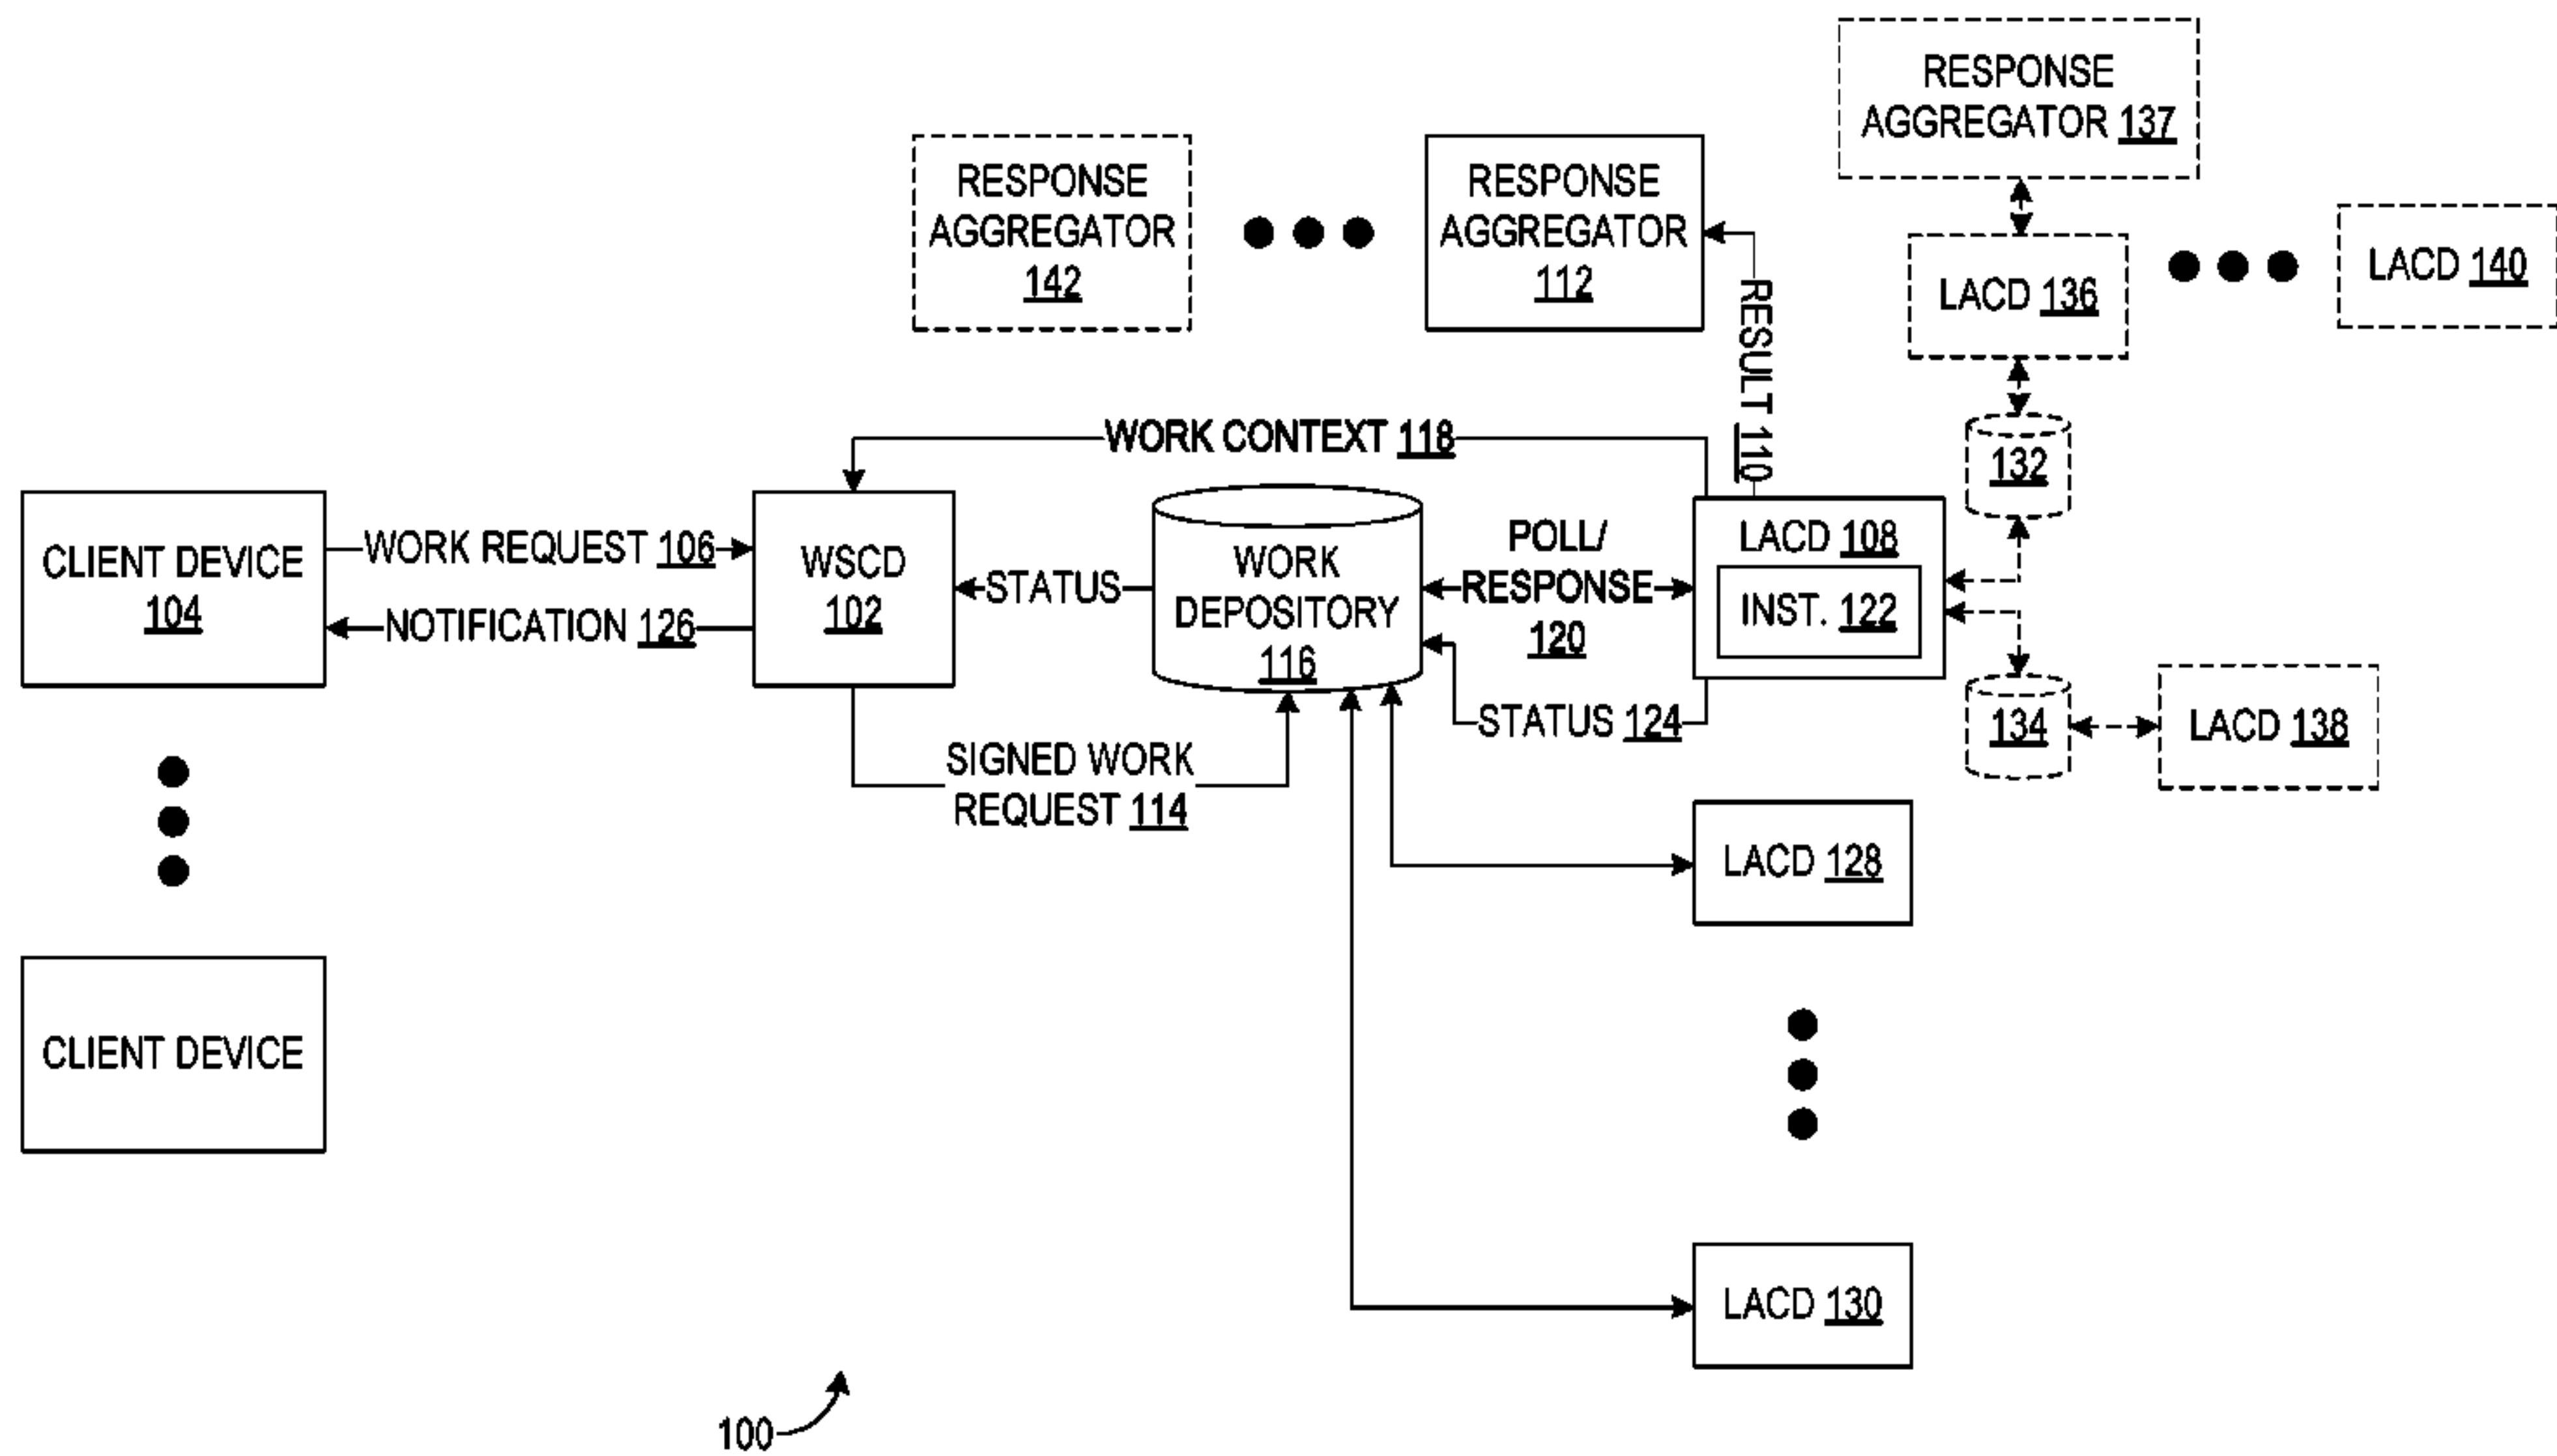 RESPONSE
AGGREGATOR 137
RESPONSE
AGGREGATOR
142
RESPONSE
AGGREGATOR
112
LACD 136
LACD 140
RESULT 110
WORK CONTEXT 118
132
CLIENT DEVICE
104
WORK REQUEST 106
NOTIFICATION 126
WSCD
102
STATUS
WORK
DEPOSITORY
116
POLL/
RESPONSE
120
LACD 108
INST. 122
STATUS 124
134
LACD 138
SIGNED WORK
REQUEST 114
LACD 128
CLIENT DEVICE
LACD 130
100